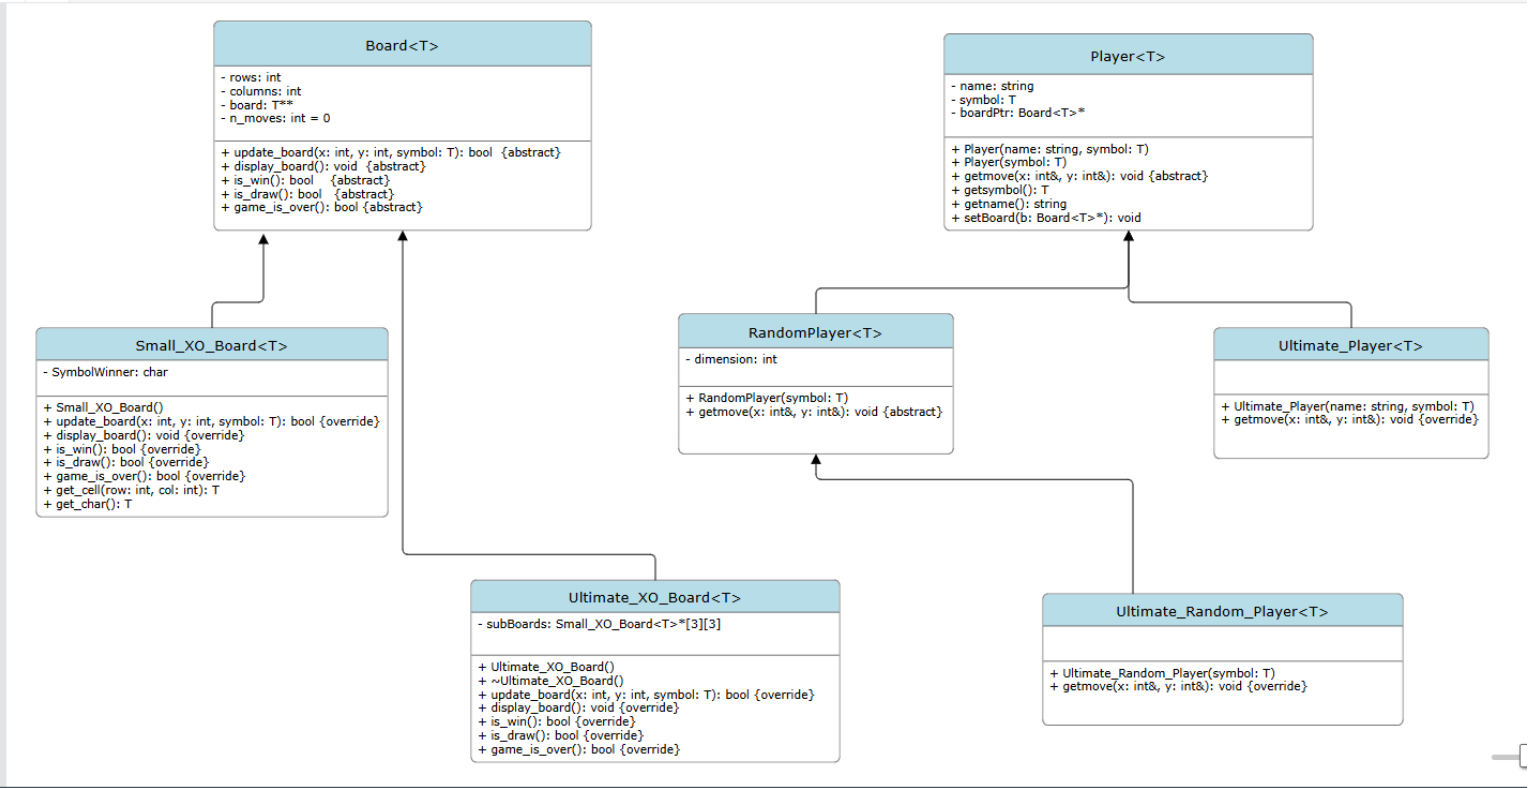 Board<T>
- rows: int
- columns: int
- board: T**
- n_moves: int = 0
+ update_board(x: int, y: int, symbol: T): bool {abstract}
+ display_board(): void {abstract}
+ is_win(): bool {abstract}
+ is_draw(): bool {abstract}
+ game_is_over(): bool {abstract}
Player<T>
- name: string
- symbol: T
- boardPtr: Board<T>*
+ Player(name: string, symbol: T)
+ Player(symbol: T)
+ getmove(x: int&, y: int&): void {abstract}
+ getsymbol(): T
+ getname(): string
+ setBoard(b: Board<T>*): void
Small_XO_Board<T>
- SymbolWinner: char
+ Small_XO_Board()
+ update_board(x: int, y: int, symbol: T): bool {override}
+ display_board(): void {override}
+ is_win(): bool {override}
+ is_draw(): bool {override}
+ game_is_over(): bool {override}
+ get_cell(row: int, col: int): T
+ get_char(): T
RandomPlayer<T>
- dimension: int
+ RandomPlayer(symbol: T)
+ getmove(x: int&, y: int&): void {abstract}
Ultimate_Player<T>
+ Ultimate_Player(name: string, symbol: T)
+ getmove(x: int&, y: int&): void {override}
Ultimate_XO_Board<T>
- subBoards: Small_XO_Board<T>*[3][3]
+ Ultimate_XO_Board()
+ ~Ultimate_XO_Board()
+ update_board(x: int, y: int, symbol: T): bool {override}
+ display_board(): void {override}
+ is_win(): bool {override}
+ is_draw(): bool {override}
+ game_is_over(): bool {override}
Ultimate_Random_Player<T>
+ Ultimate_Random_Player(symbol: T)
+ getmove(x: int&, y: int&): void {override}